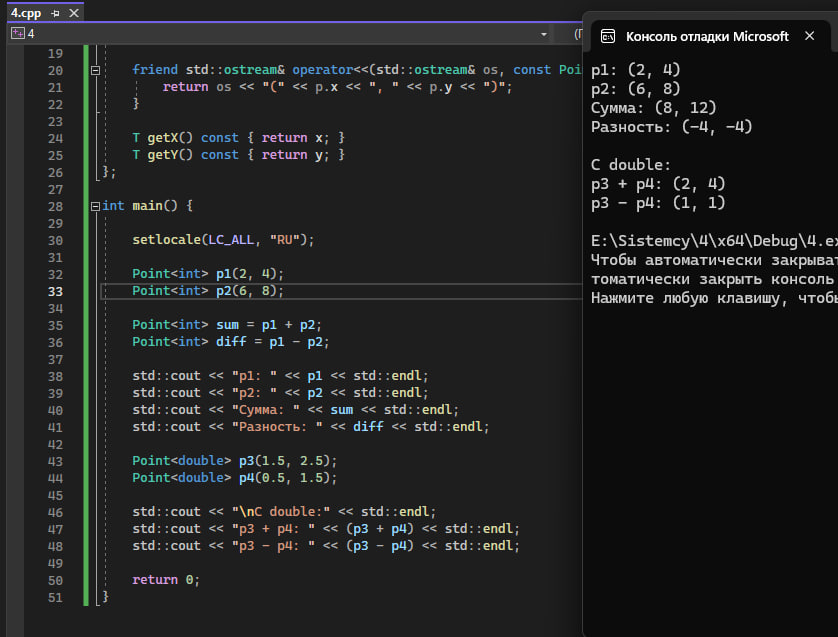 4.cpp
4
(Г
19
20 friend std::ostream& operator<<(std::ostream& os, const Poi
21 return os << "(" << p.x << ", " << p.y << ")";
22 }
23
24 T getX() const { return x; }
25 T getY() const { return y; }
26 };
27
28 int main() {
29
30 setlocale(LC_ALL, "RU");
31
32 Point<int> p1(2, 4);
33 Point<int> p2(6, 8);
34
35 Point<int> sum = p1 + p2;
36 Point<int> diff = p1 - p2;
37
38 std::cout << "p1: " << p1 << std::endl;
39 std::cout << "p2: " << p2 << std::endl;
40 std::cout << "Сумма: " << sum << std::endl;
41 std::cout << "Разность: " << diff << std::endl;
42
43 Point<double> p3(1.5, 2.5);
44 Point<double> p4(0.5, 1.5);
45
46 std::cout << "\nС double:" << std::endl;
47 std::cout << "p3 + p4: " << (p3 + p4) << std::endl;
48 std::cout << "p3 - p4: " << (p3 - p4) << std::endl;
49
50 return 0;
51 }
Консоль отладки Microsoft
p1: (2, 4)
p2: (6, 8)
Сумма: (8, 12)
Разность: (-4, -4)
С double:
p3 + p4: (2, 4)
p3 - p4: (1, 1)
E:\Sistemcy\4\x64\Debug\4.ex
Чтобы автоматически закрыват
томатически закрыть консоль
Нажмите любую клавишу, чтобы